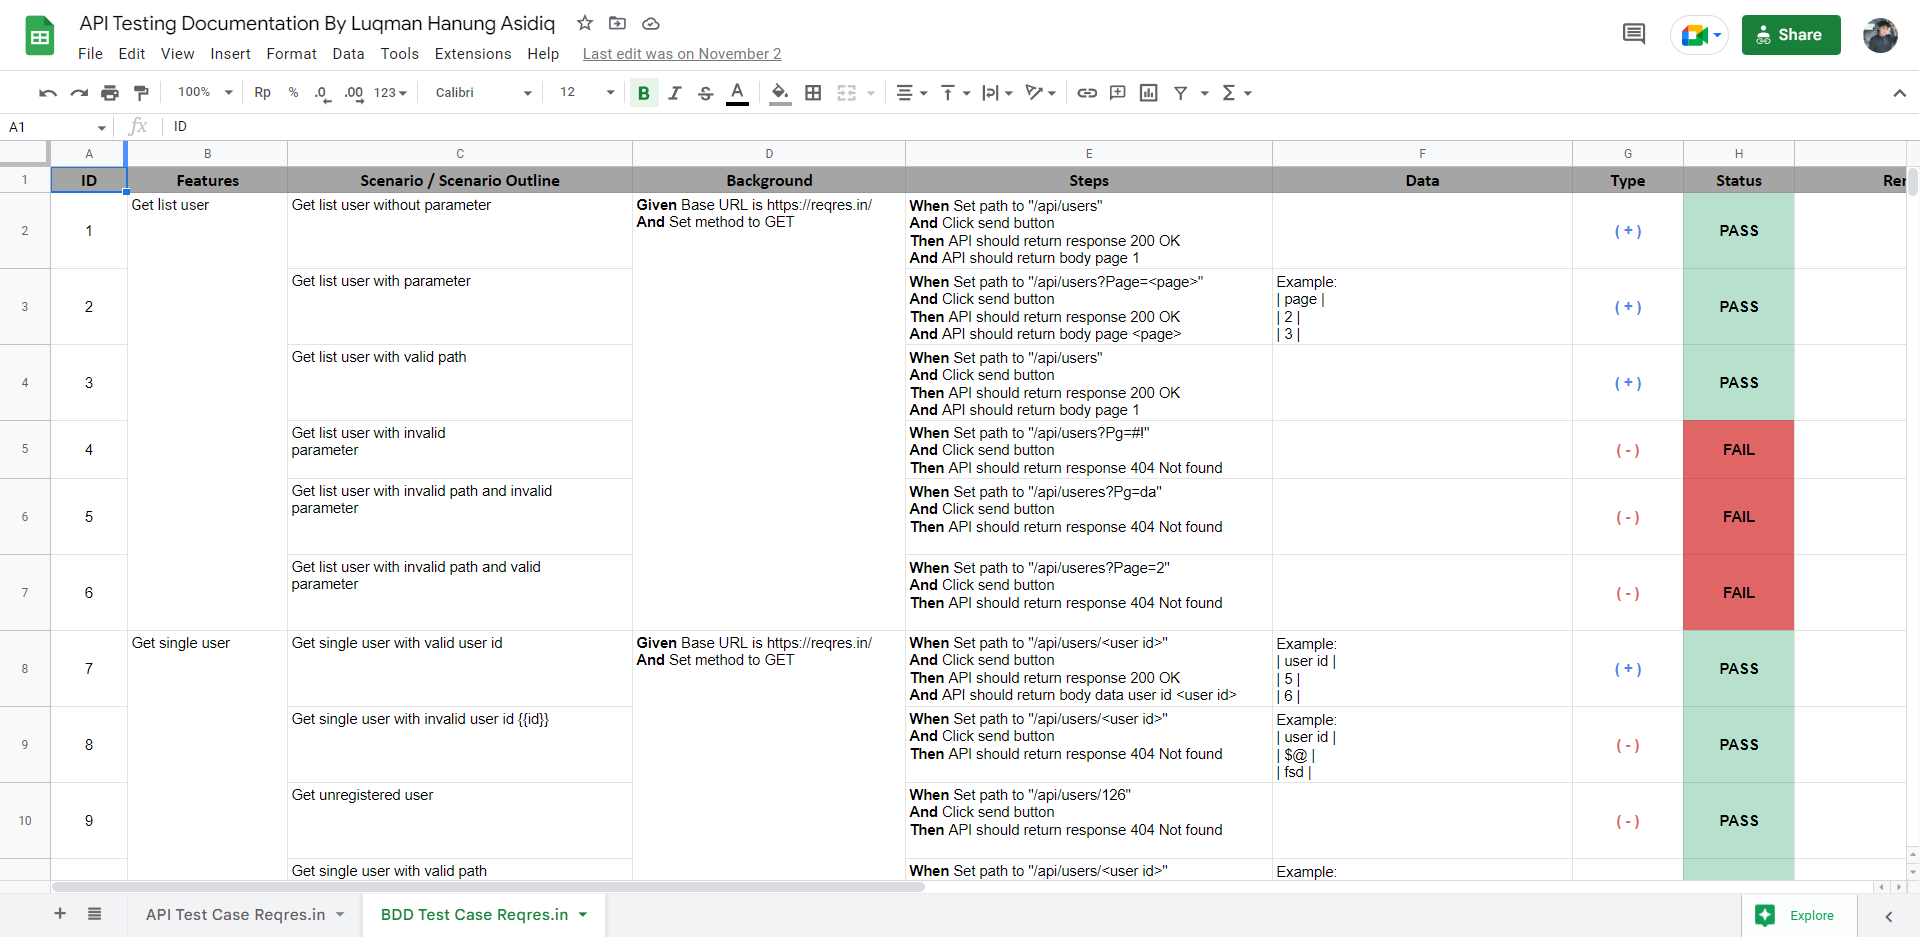 API Testing Documentation By Luqman Hanung Asidiq
File Edit View Insert Format Data Tools Extensions Help Last edit was on November 2
Share
100% Rp % .0 .00 123 Calibri 12 B I S A
A1 fx ID
A B C D E F G H
1 ID Features Scenario / Scenario Outline Background Steps Data Type Status
2 1 Get list user Get list user without parameter
Given Base URL is https://reqres.in/
And Set method to GET
When Set path to "/api/users"
And Click send button
Then API should return response 200 OK
And API should return body page 1
( + ) PASS
3 2 Get list user with parameter
When Set path to "/api/users?Page=<page>"
And Click send button
Then API should return response 200 OK
And API should return body page <page>
Example:
| page |
| 2 |
| 3 |
( + ) PASS
4 3 Get list user with valid path
When Set path to "/api/users"
And Click send button
Then API should return response 200 OK
And API should return body page 1
( + ) PASS
5 4 Get list user with invalid
parameter
When Set path to "/api/users?Pg=#!"
And Click send button
Then API should return response 404 Not found
( - ) FAIL
6 5 Get list user with invalid path and invalid
parameter
When Set path to "/api/useres?Pg=da"
And Click send button
Then API should return response 404 Not found
( - ) FAIL
7 6 Get list user with invalid path and valid
parameter
When Set path to "/api/useres?Page=2"
And Click send button
Then API should return response 404 Not found
( - ) FAIL
8 7 Get single user Get single user with valid user id
Given Base URL is https://reqres.in/
And Set method to GET
When Set path to "/api/users/<user id>"
And Click send button
Then API should return response 200 OK
And API should return body data user id <user id>
Example:
| user id |
| 5 |
| 6 |
( + ) PASS
9 8 Get single user with invalid user id {{id}}
When Set path to "/api/users/<user id>"
And Click send button
Then API should return response 404 Not found
Example:
| user id |
| $@ |
| fsd |
( - ) PASS
10 9 Get unregistered user
When Set path to "/api/users/126"
And Click send button
Then API should return response 404 Not found
( - ) PASS
Get single user with valid path
When Set path to "/api/users/<user id>"
Example:
API Test Case Reqres.in BDD Test Case Reqres.in Explore